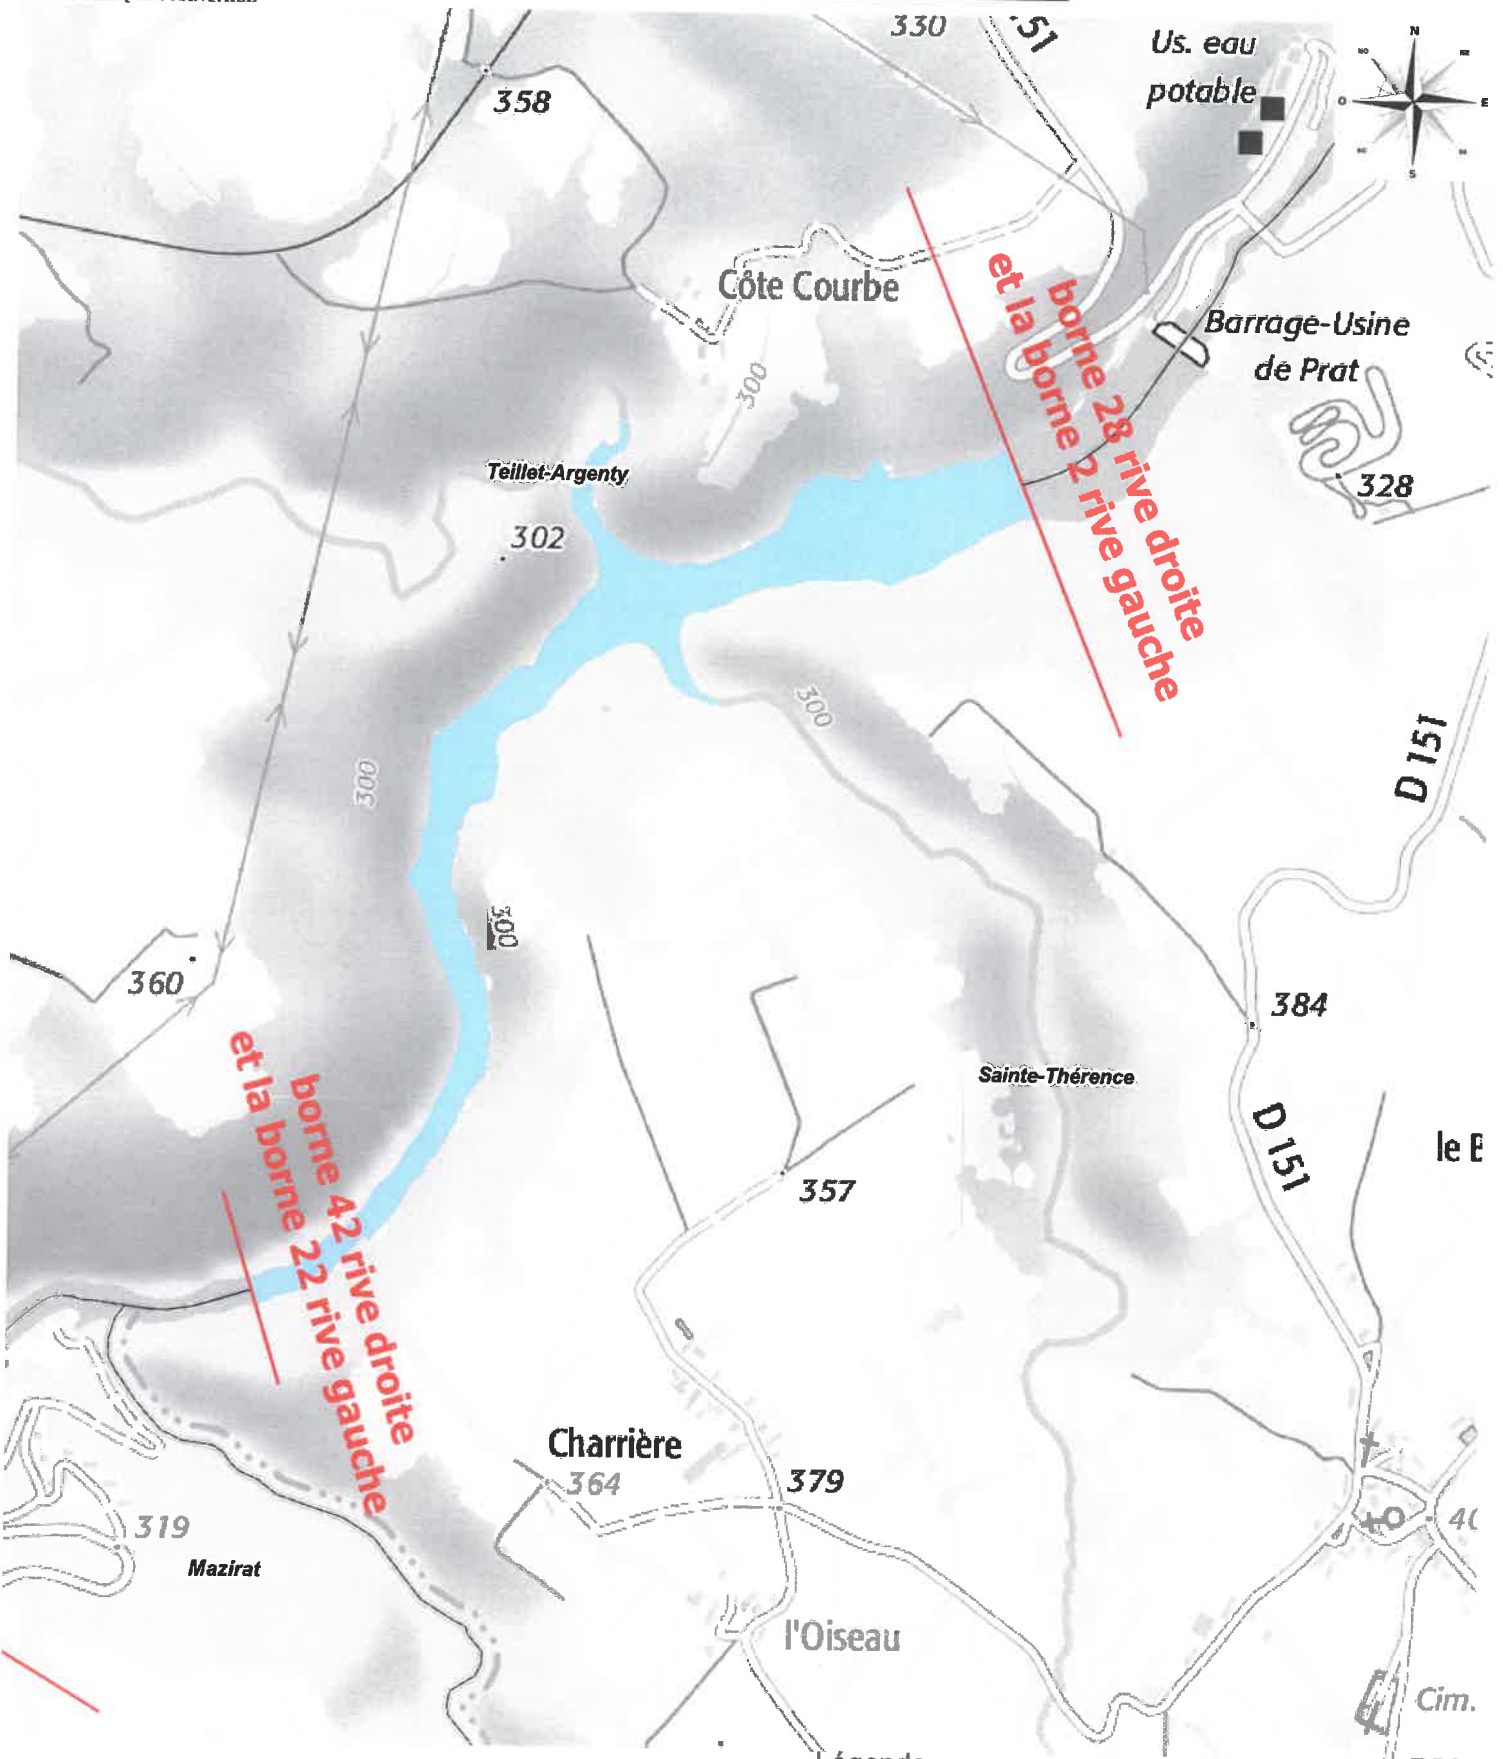 330
51
Us. eau
potable
N
E
S
O
358
Côte Courbe
borne 28 rive droite
et la borne 2 rive gauche
Barrage-Usine
de Prat
300
Teillet-Argenty
328
302
300
D 151
300
300
360
384
Sainte-Thérence
borne 42 rive droite
et la borne 22 rive gauche
D 151
le B
357
Charrière
364
379
319
Mazirat
40
l'Oiseau
Cim.